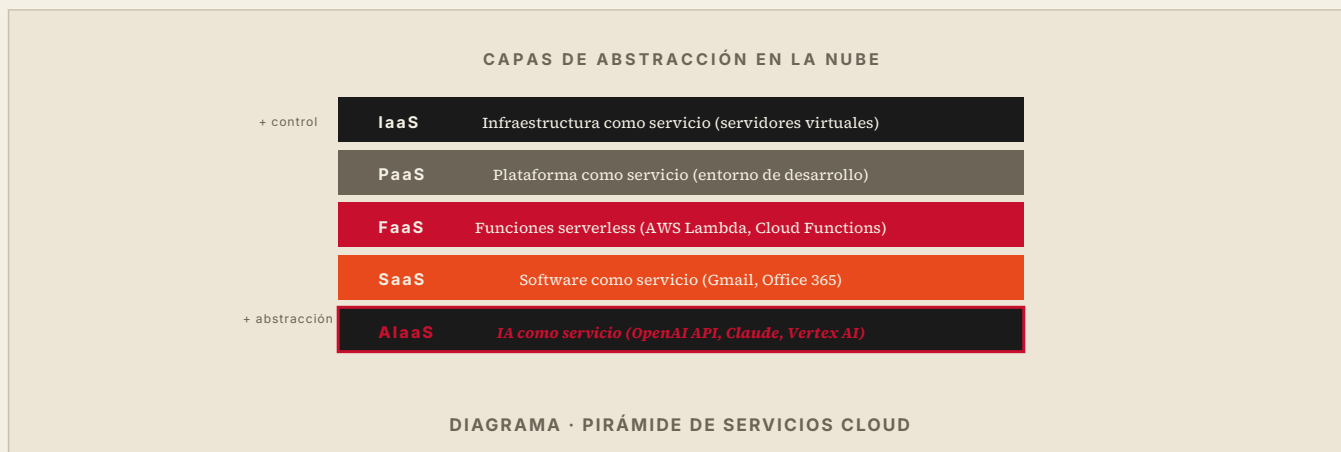 CAPAS DE ABSTRACCIÓN EN LA NUBE
+ control
IaaS Infraestructura como servicio (servidores virtuales)
PaaS Plataforma como servicio (entorno de desarrollo)
FaaS Funciones serverless (AWS Lambda, Cloud Functions)
SaaS Software como servicio (Gmail, Office 365)
+ abstracción
AIaaS IA como servicio (OpenAI API, Claude, Vertex AI)
DIAGRAMA · PIRÁMIDE DE SERVICIOS CLOUD